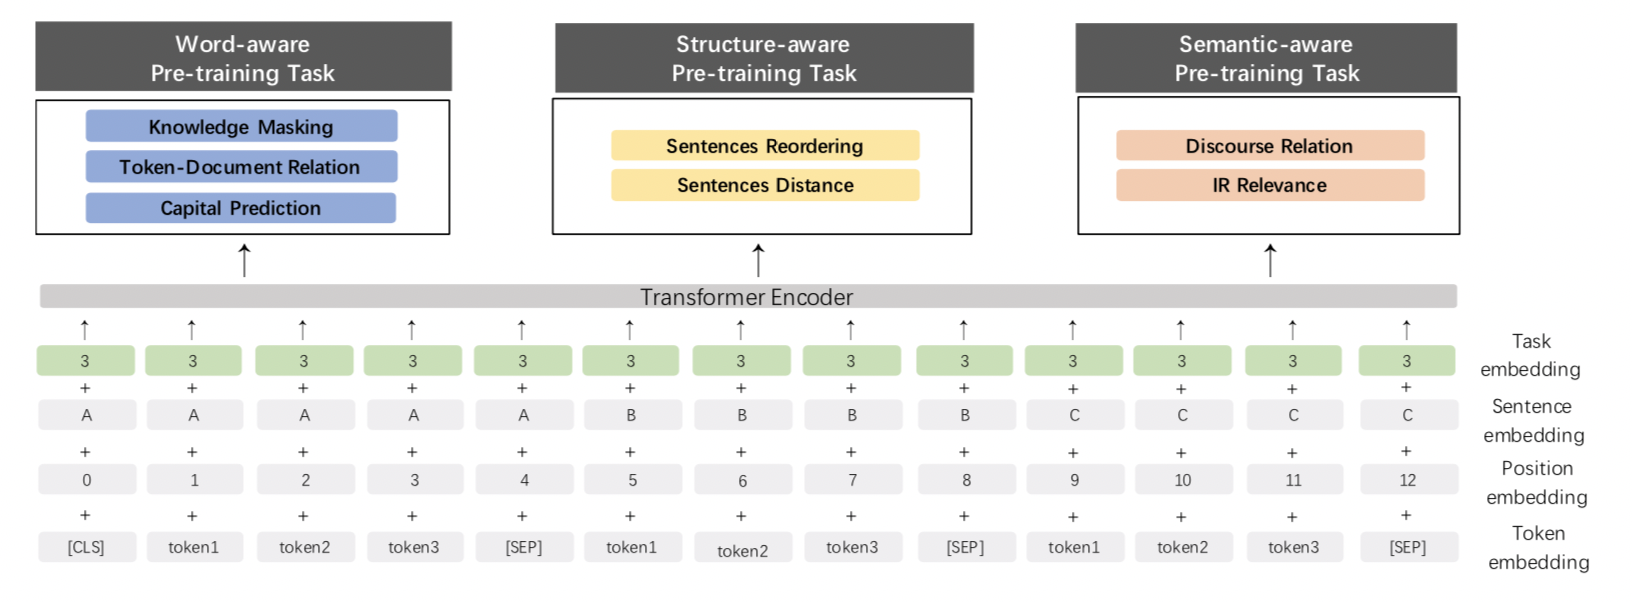 Word-aware
Pre-training Task
Structure-aware
Pre-training Task
Semantic-aware
Pre-training Task
Knowledge Masking
Token-Document Relation
Capital Prediction
Sentences Reordering
Sentences Distance
Discourse Relation
IR Relevance
Transformer Encoder
3 3 3 3 3 3 3 3 3 3 3 3 3
Task
embedding
+ + + + + + + + + + + + +
A A A A A B B B B C C C C
Sentence
embedding
+ + + + + + + + + + + + +
0 1 2 3 4 5 6 7 8 9 10 11 12
Position
embedding
+ + + + + + + + + + + + +
[CLS] token1 token2 token3 [SEP] token1 token2 token3 [SEP] token1 token2 token3 [SEP]
Token
embedding